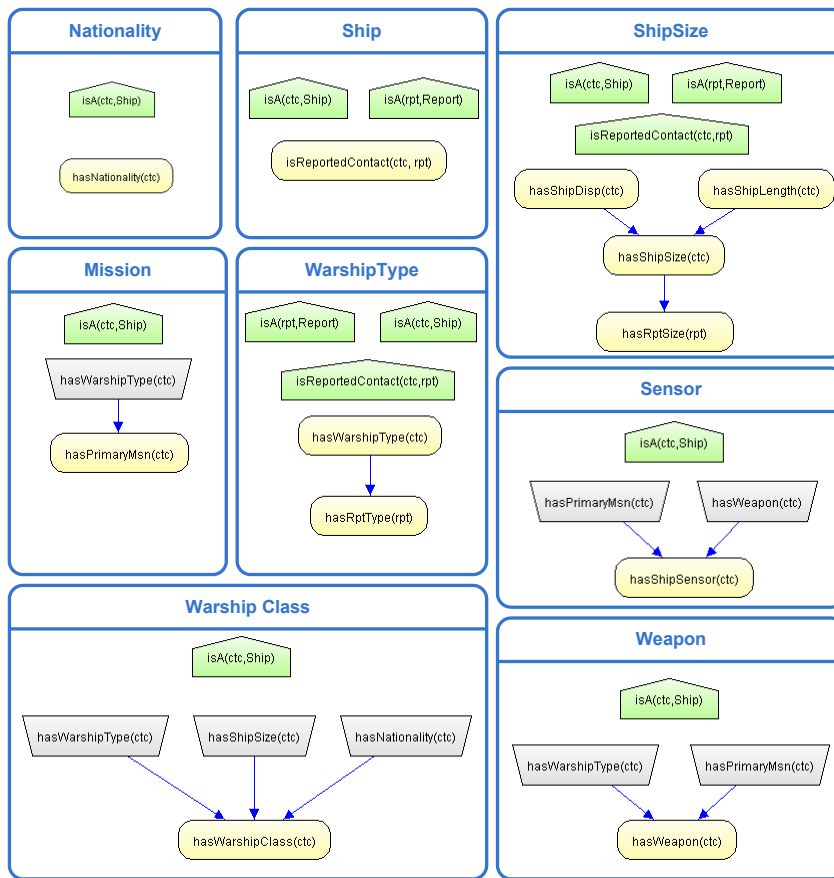 Nationality
isA(ctc,Ship)
hasNationality(ctc)
Ship
isA(ctc,Ship)
isA(rpt,Report)
isReportedContact(ctc, rpt)
ShipSize
isA(ctc,Ship)
isA(rpt,Report)
isReportedContact(ctc,rpt)
hasShipDisp(ctc)
hasShipLength(ctc)
hasShipSize(ctc)
hasRptSize(rpt)
Mission
isA(ctc,Ship)
hasWarshipType(ctc)
hasPrimaryMsn(ctc)
WarshipType
isA(rpt,Report)
isA(ctc,Ship)
isReportedContact(ctc,rpt)
hasWarshipType(ctc)
hasRptType(rpt)
Sensor
isA(ctc,Ship)
hasPrimaryMsn(ctc)
hasWeapon(ctc)
hasShipSensor(ctc)
Warship Class
isA(ctc,Ship)
hasWarshipType(ctc)
hasShipSize(ctc)
hasNationality(ctc)
hasWarshipClass(ctc)
Weapon
isA(ctc,Ship)
hasWarshipType(ctc)
hasPrimaryMsn(ctc)
hasWeapon(ctc)